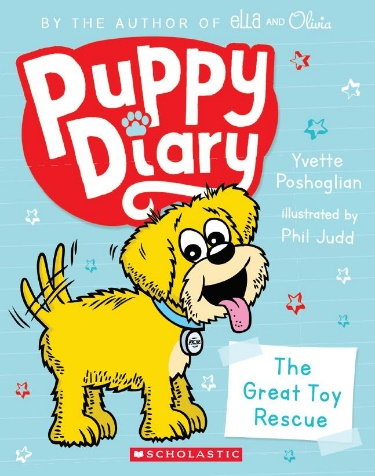 BY THE AUTHOR OF ella AND Olivia
Puppy
Diary
Yvette
Poshoglian
illustrated by
Phil Judd
The
Great Toy
Rescue
SCHOLASTIC